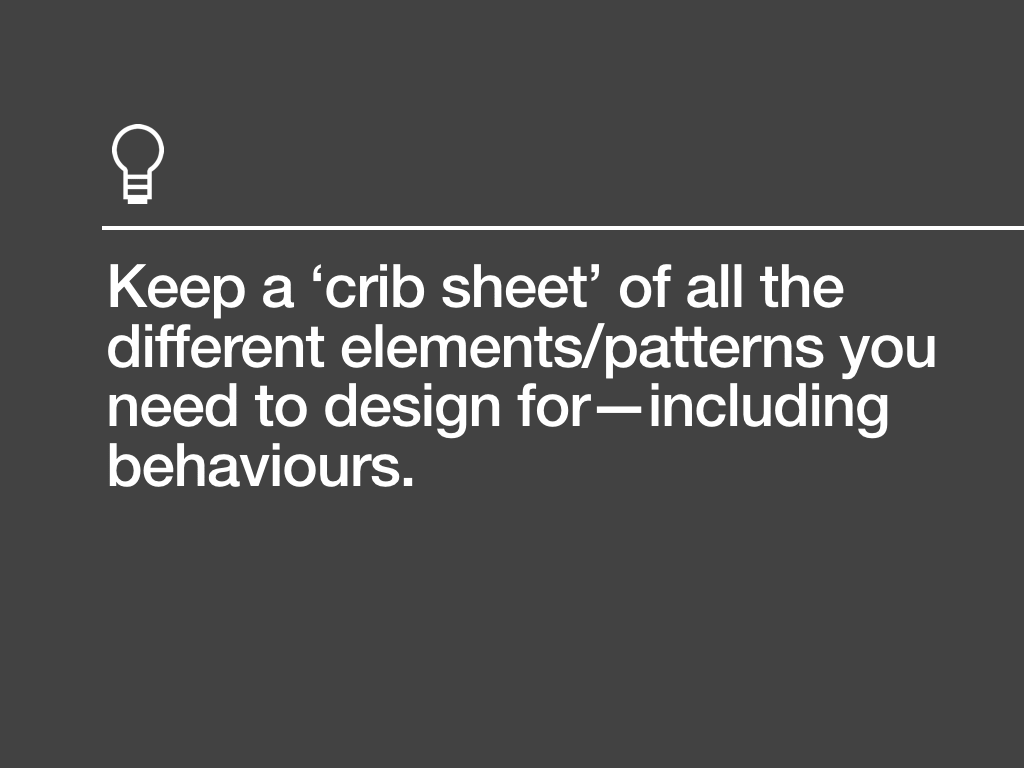 Keep a ‘crib sheet’ of all the
different elements/patterns you
need to design for—including
behaviours.